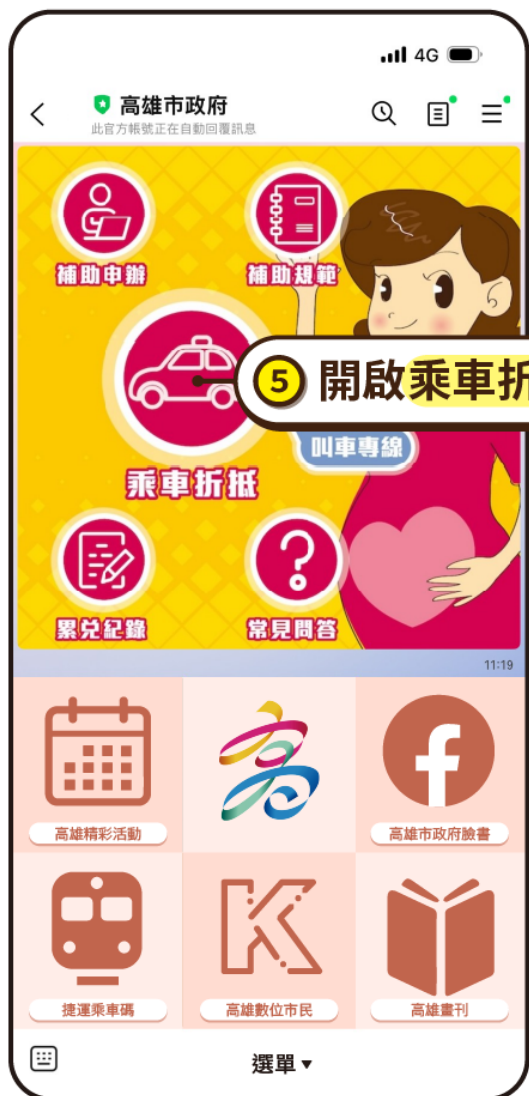 4G
高雄市政府
此官方帳號正在自動回覆訊息
補助申辦
補助規範
5 開啟乘車折
叫車專線
乘車折抵
累兌紀錄
常見問答
11:19
高雄精彩活動
高雄市政府臉書
捷運乘車碼
高雄數位市民
高雄畫刊
選單▼